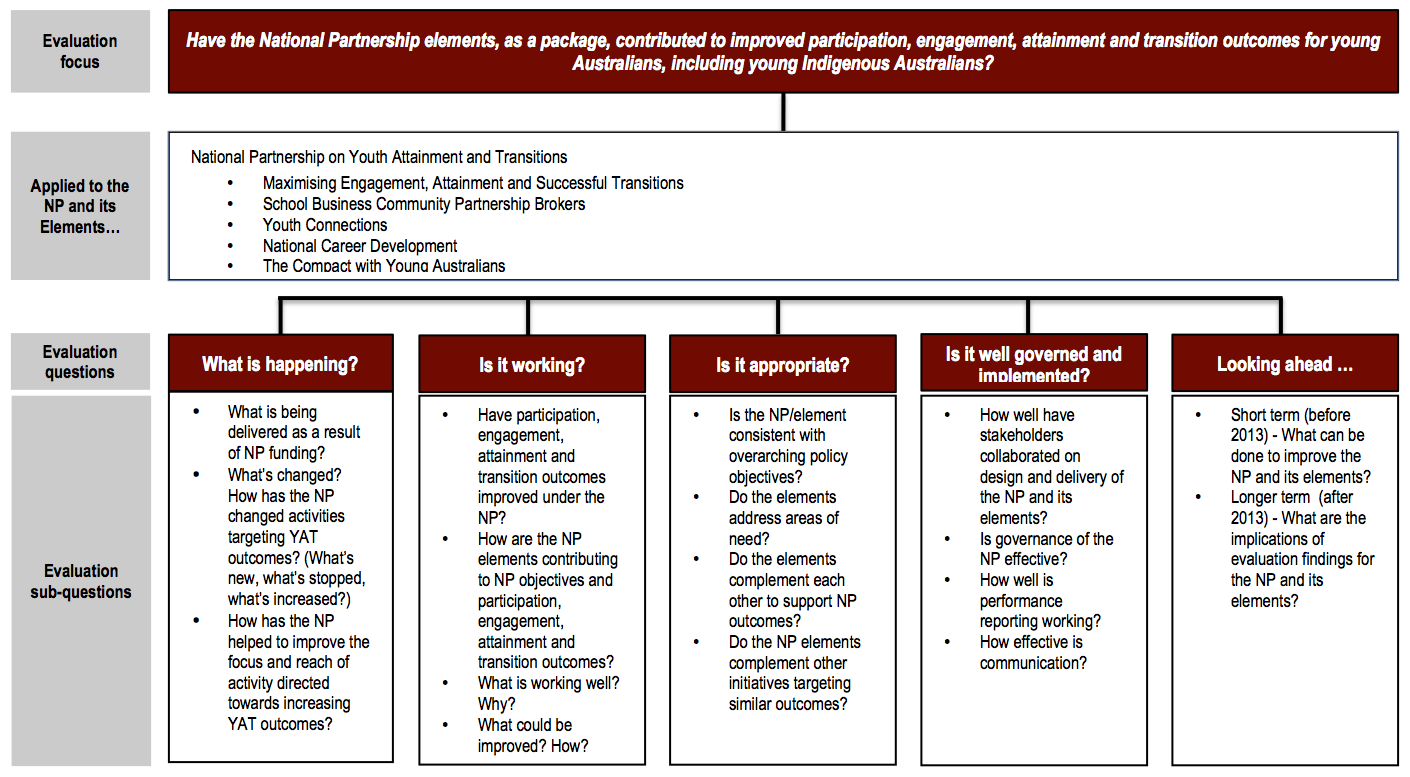 Evaluation
focus
Have the National Partnership elements, as a package, contributed to improved participation, engagement, attainment and transition outcomes for young
Australians, including young Indigenous Australians?
Applied to the
NP and its
Elements…
National Partnership on Youth Attainment and Transitions
• Maximising Engagement, Attainment and Successful Transitions
• School Business Community Partnership Brokers
• Youth Connections
• National Career Development
• The Compact with Young Australians
Evaluation
questions
What is happening?
Is it working?
Is it appropriate?
Is it well governed and
implemented?
Looking ahead …
Evaluation
sub-questions
• What is being
delivered as a result
of NP funding?
• What's changed?
How has the NP
changed activities
targeting YAT
outcomes? (What's
new, what's stopped,
what's increased?)
• How has the NP
helped to improve the
focus and reach of
activity directed
towards increasing
YAT outcomes?
• Have participation,
engagement,
attainment and
transition outcomes
improved under the
NP?
• How are the NP
elements contributing
to NP objectives and
participation,
engagement,
attainment and
transition outcomes?
• What is working well?
Why?
• What could be
improved? How?
• Is the NP/element
consistent with
overarching policy
objectives?
• Do the elements
address areas of
need?
• Do the elements
complement each
other to support NP
outcomes?
• Do the NP elements
complement other
initiatives targeting
similar outcomes?
• How well have
stakeholders
collaborated on
design and delivery of
the NP and its
elements?
• Is governance of the
NP effective?
• How well is
performance
reporting working?
• How effective is
communication?
• Short term (before
2013) - What can be
done to improve the
NP and its elements?
• Longer term (after
2013) - What are the
implications of
evaluation findings for
the NP and its
elements?